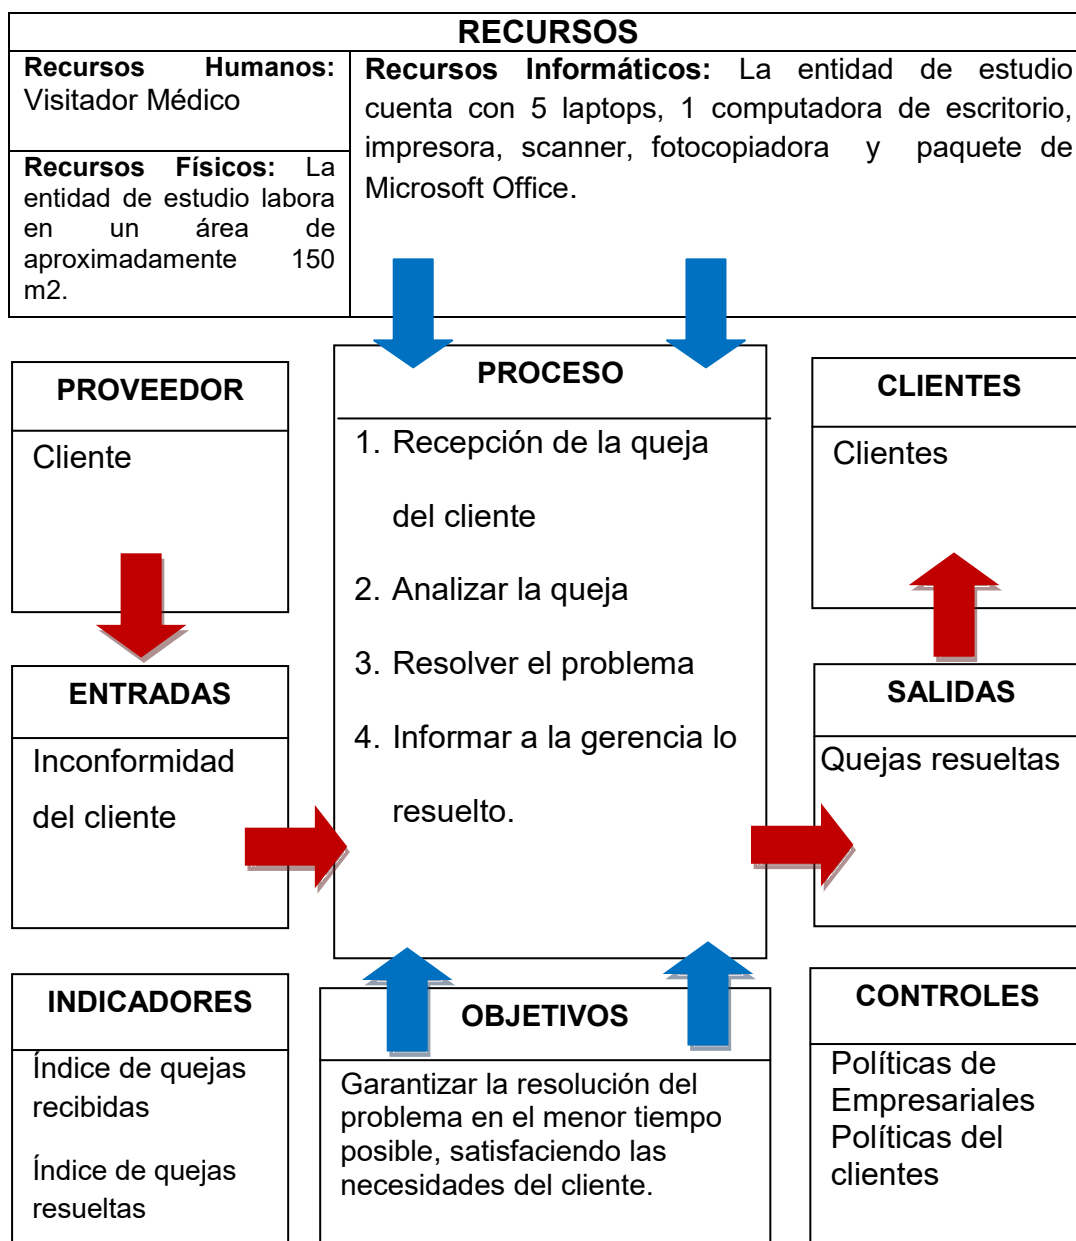 RECURSOS
Recursos Humanos:
Visitador Médico
Recursos Físicos: La
entidad de estudio labora
en un área de
aproximadamente 150
m2.
Recursos Informáticos: La entidad de estudio
cuenta con 5 laptops, 1 computadora de escritorio,
impresora, scanner, fotocopiadora y paquete de
Microsoft Office.
PROVEEDOR
Cliente
ENTRADAS
Inconformidad
del cliente
PROCESO
1. Recepción de la queja
del cliente
2. Analizar la queja
3. Resolver el problema
4. Informar a la gerencia lo
resuelto.
CLIENTES
Clientes
SALIDAS
Quejas resueltas
INDICADORES
Índice de quejas
recibidas
Índice de quejas
resueltas
OBJETIVOS
Garantizar la resolución del
problema en el menor tiempo
posible, satisfaciendo las
necesidades del cliente.
CONTROLES
Políticas de
Empresariales
Políticas del
clientes